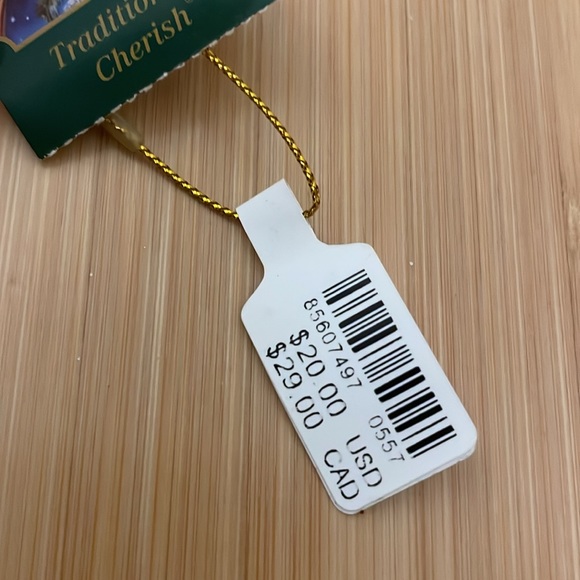 Tradition
Cherish
85607497 0557
$20.00 USD
$29.00 CAD